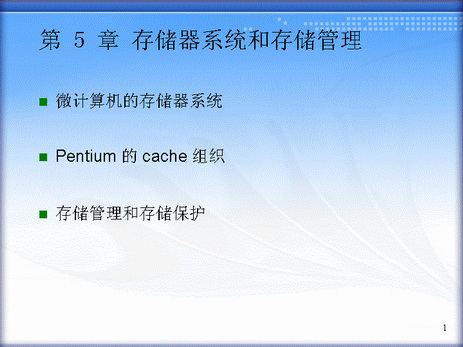 第 5 章 存储器系统和存储管理
微计算机的存储器系统
Pentium 的 cache 组织
存储管理和存储保护
1